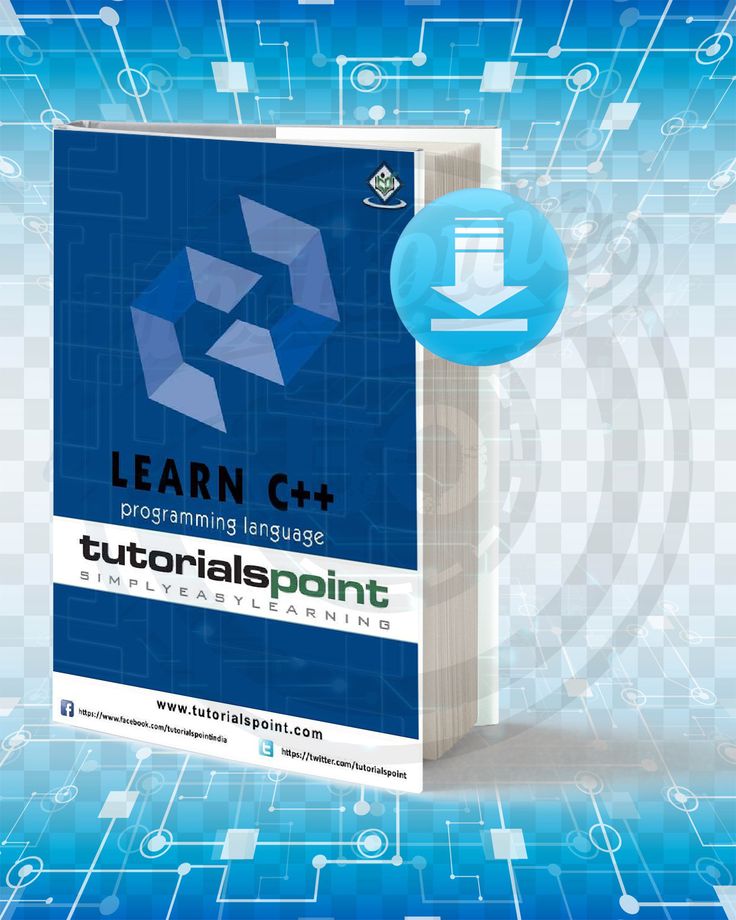 LEARN C++
programming language
tutorialspoint
SIMPLYEASYLEARNING
www.tutorialspoint.com
https://www.facebook.com/tutorialspointindia
https://twitter.com/tutorialspoint